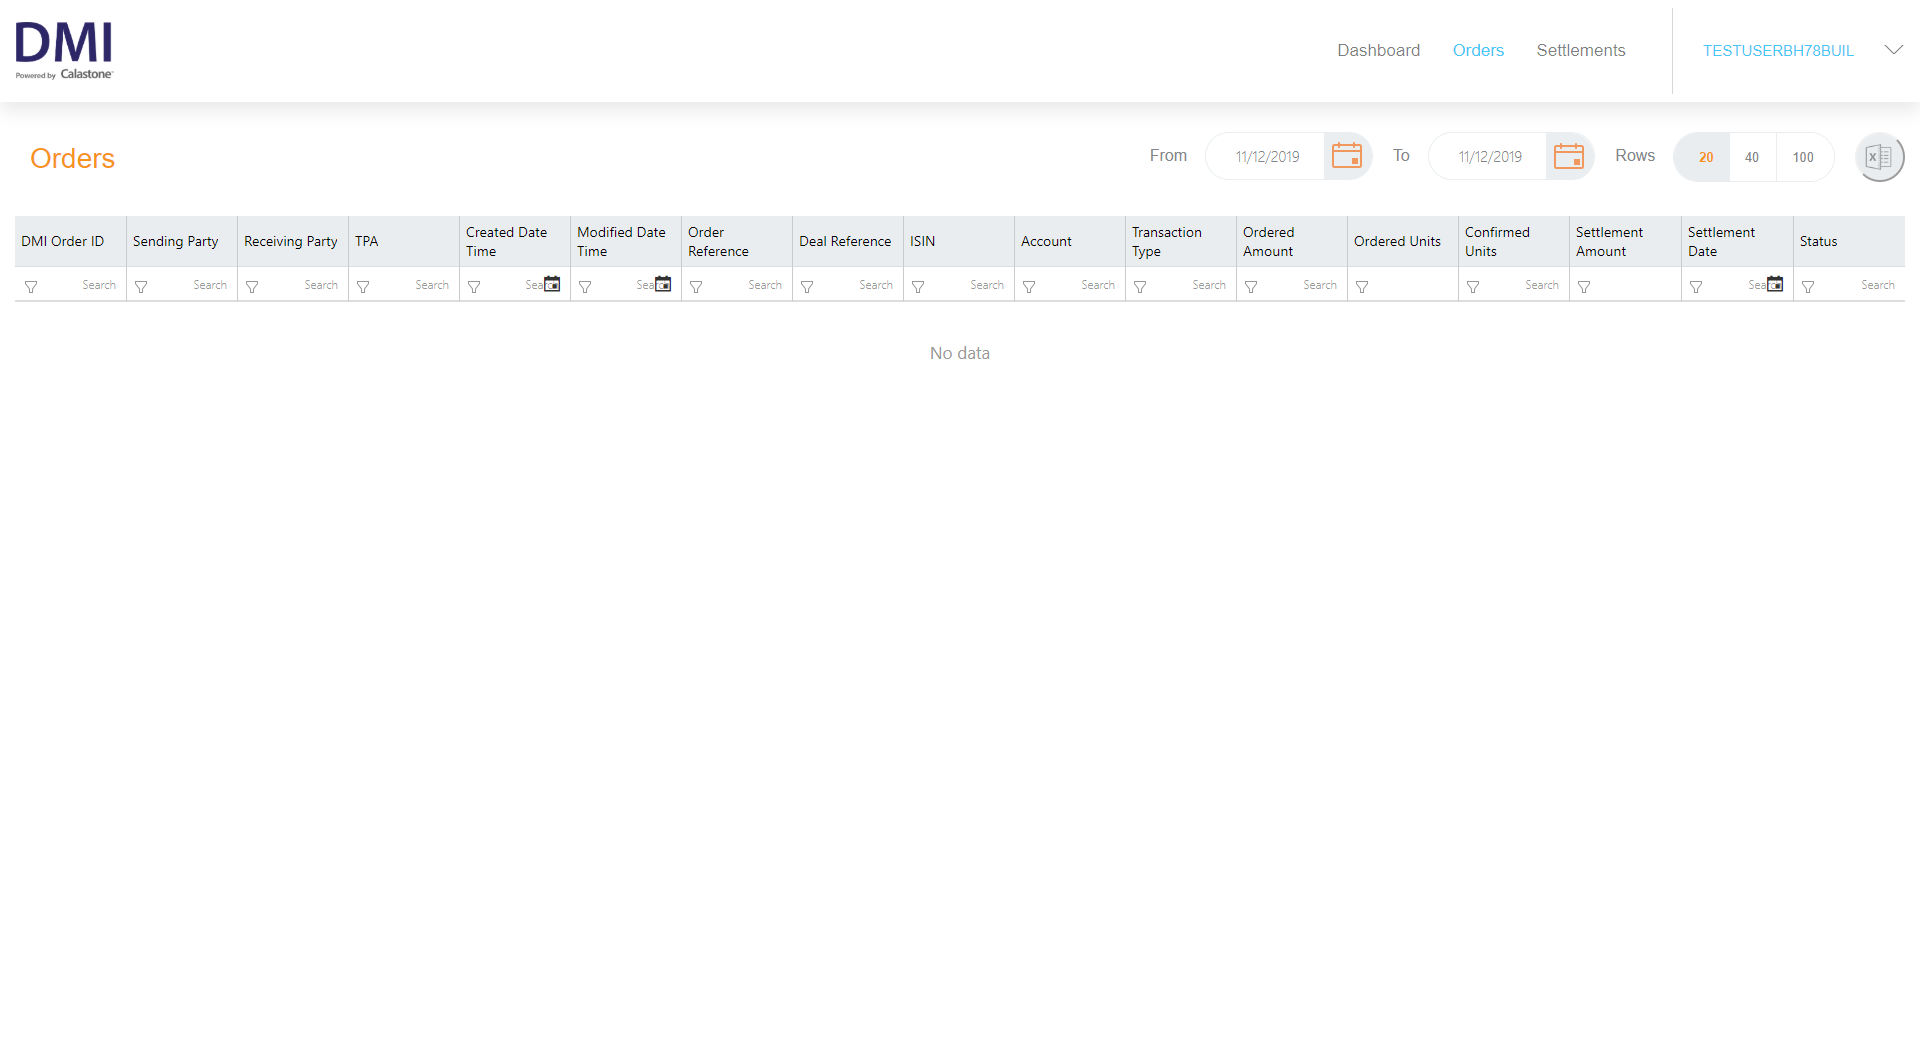 DMI
Powered by Calastone
Dashboard Orders Settlements TESTUSERBH78BUIL
Orders
From 11/12/2019 To 11/12/2019 Rows 20 40 100
DMI Order ID Sending Party Receiving Party TPA Created Date Time Modified Date Time Order Reference Deal Reference ISIN Account Transaction Type Ordered Amount Ordered Units Confirmed Units Settlement Amount Settlement Date Status
Search Search Search Search Search Search Search Search Search Search Search Search Search Search Search
No data